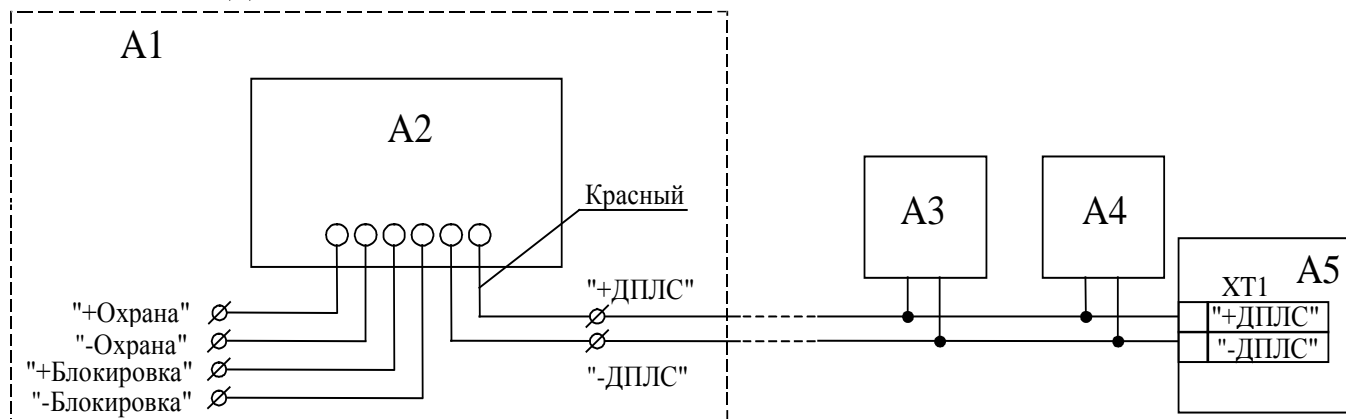 A1
A2
Красный
A3
A4
A5
XT1
"+ДПЛС"
"+ДПЛС"
"-ДПЛС"
"-ДПЛС"
"+Охрана"
"-Охрана"
"+Блокировка"
"-Блокировка"